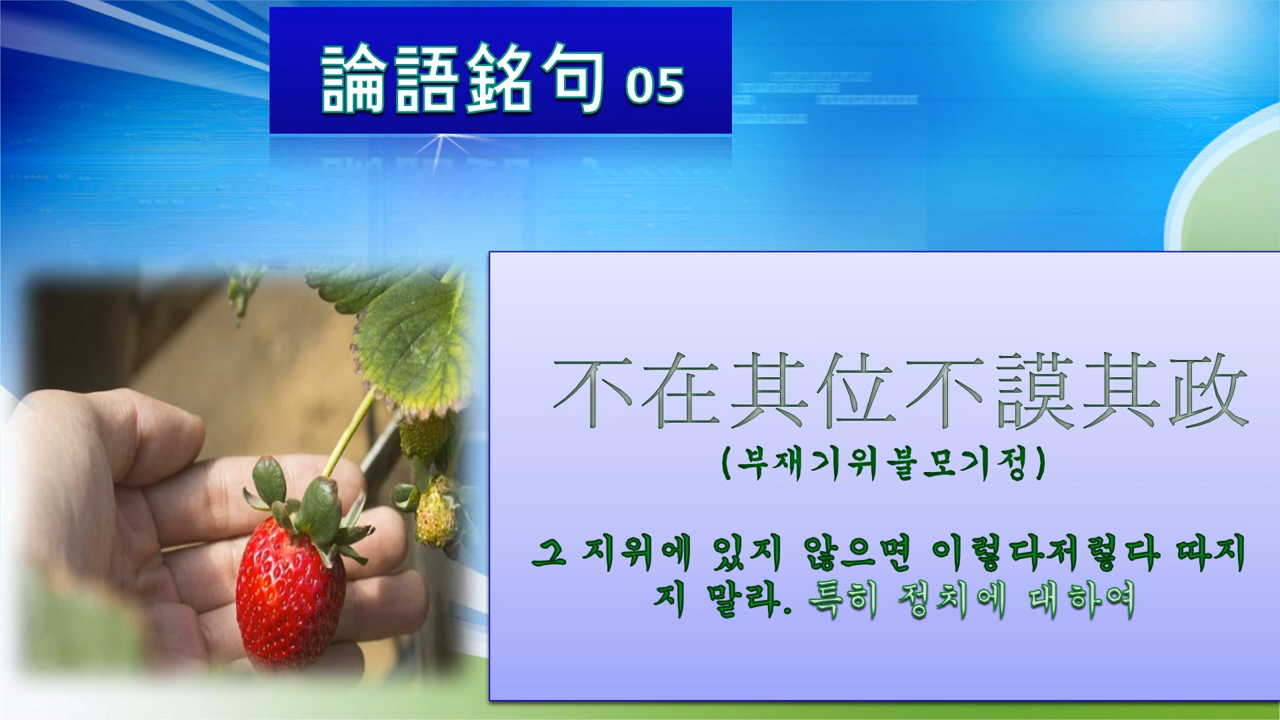 論語銘句 05
不在其位不謨其政
(부재기위불모기정)
그 지위에 있지 않으면 이렇다저렇다 따지
지 말라. 특히 정치에 대하여